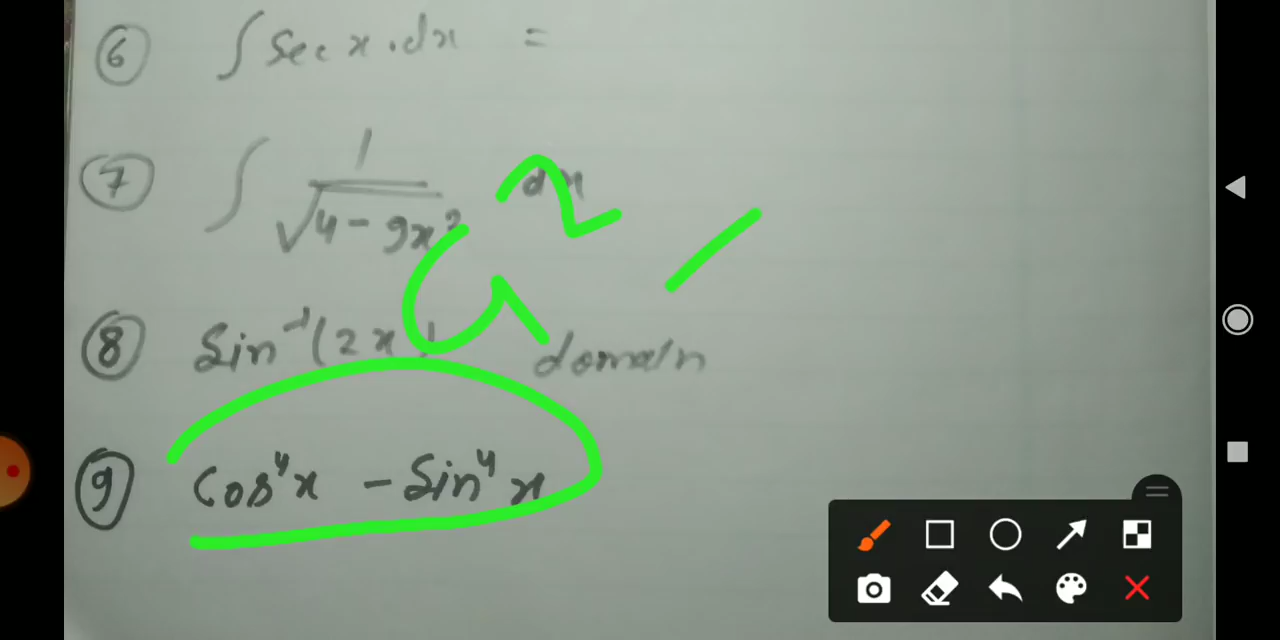 ⑥ ∫ Sec x . dx =
⑦ ∫ 1/√(4 - 9x²) dx
⑧ Sin⁻¹(2x) domain
⑨ Cos⁴x - Sin⁴x